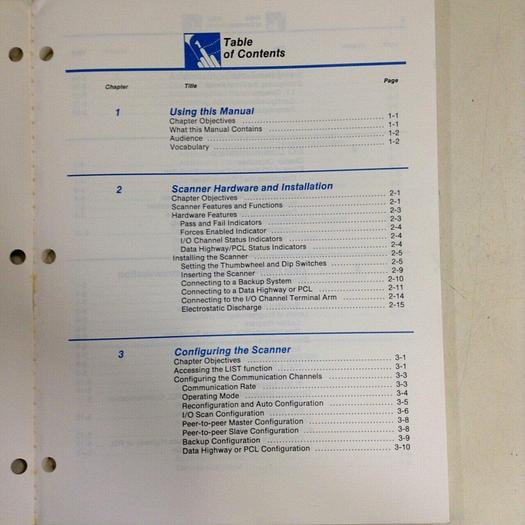 Table
of Contents
Chapter Title Page
1 Using this Manual
Chapter Objectives 1-1
What this Manual Contains 1-1
Audience 1-2
Vocabulary 1-2
2 Scanner Hardware and Installation
Chapter Objectives 2-1
Scanner Features and Functions 2-1
Hardware Features 2-3
Pass and Fail Indicators 2-3
Forces Enabled Indicator 2-4
I/O Channel Status Indicators 2-4
Data Highway/PCL Status Indicators 2-4
Installing the Scanner 2-5
Setting the Thumbwheel and Dip Switches 2-5
Inserting the Scanner 2-9
Connecting to a Backup System 2-10
Connecting to a Data Highway or PCL 2-11
Connecting to the I/O Channel Terminal Arm 2-14
Electrostatic Discharge 2-15
3 Configuring the Scanner
Chapter Objectives 3-1
Accessing the LIST function 3-1
Configuring the Communication Channels 3-3
Communication Rate 3-3
Operating Mode 3-4
Reconfiguration and Auto Configuration 3-5
I/O Scan Configuration 3-6
Peer-to-peer Master Configuration 3-8
Peer-to-peer Slave Configuration 3-8
Backup Configuration 3-9
Data Highway or PCL Configuration 3-10